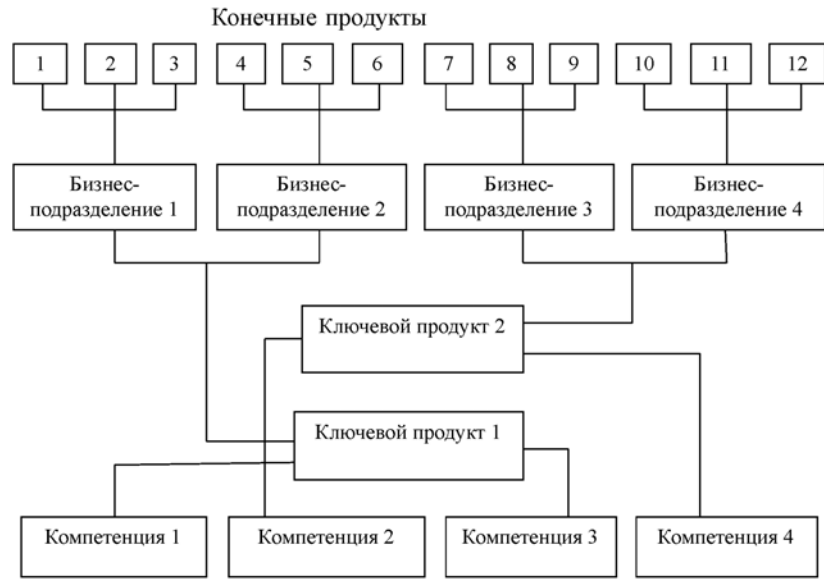 Конечные продукты
1 2 3 4 5 6 7 8 9 10 11 12
Бизнес-
подразделение 1
Бизнес-
подразделение 2
Бизнес-
подразделение 3
Бизнес-
подразделение 4
Ключевой продукт 2
Ключевой продукт 1
Компетенция 1
Компетенция 2
Компетенция 3
Компетенция 4